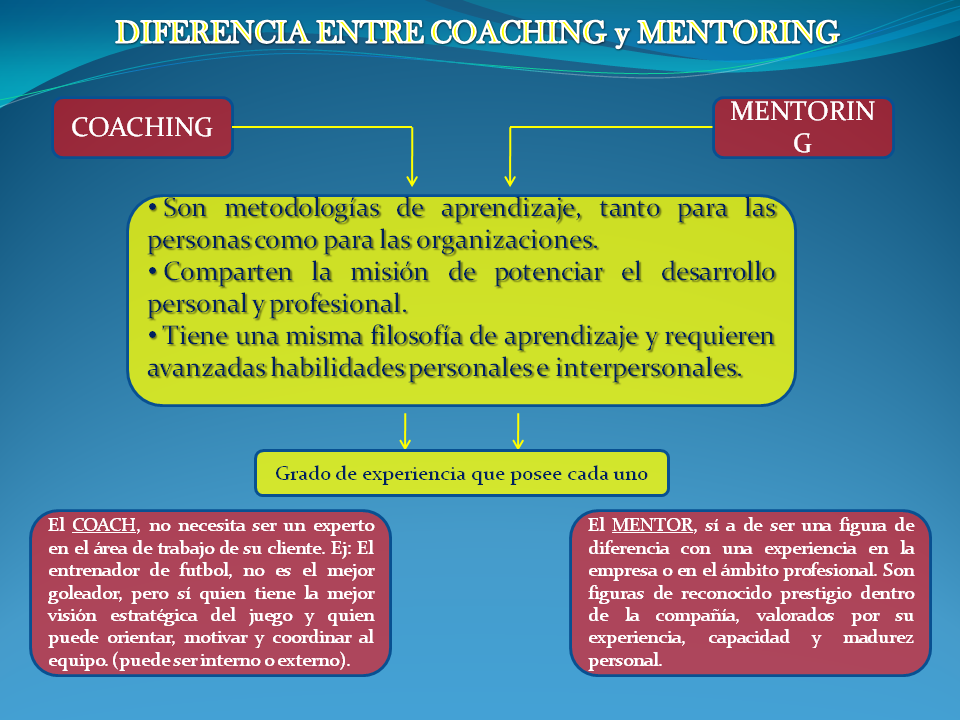 DIFERENCIA ENTRE COACHING y MENTORING
COACHING
MENTORIN
G
• Son metodologías de aprendizaje, tanto para las
personas como para las organizaciones.
• Comparten la misión de potenciar el desarrollo
personal y profesional.
• Tiene una misma filosofía de aprendizaje y requieren
avanzadas habilidades personales e interpersonales.
Grado de experiencia que posee cada uno
El COACH, no necesita ser un experto
en el área de trabajo de su cliente. Ej: El
entrenador de futbol, no es el mejor
goleador, pero sí quien tiene la mejor
visión estratégica del juego y quien
puede orientar, motivar y coordinar al
equipo. (puede ser interno o externo).
El MENTOR, sí a de ser una figura de
diferencia con una experiencia en la
empresa o en el ámbito profesional. Son
figuras de reconocido prestigio dentro
de la compañía, valorados por su
experiencia, capacidad y madurez
personal.